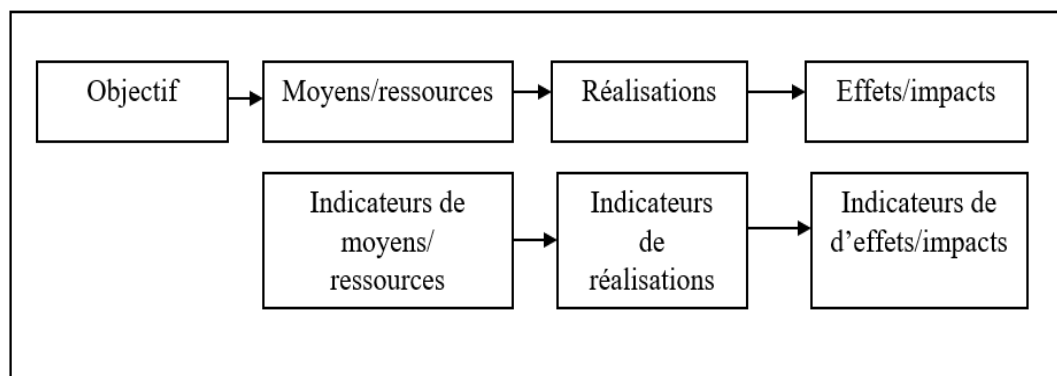 Objectif
Moyens/ressources
Réalisations
Effets/impacts
Indicateurs de
moyens/
ressources
Indicateurs
de
réalisations
Indicateurs de
d’effets/impacts